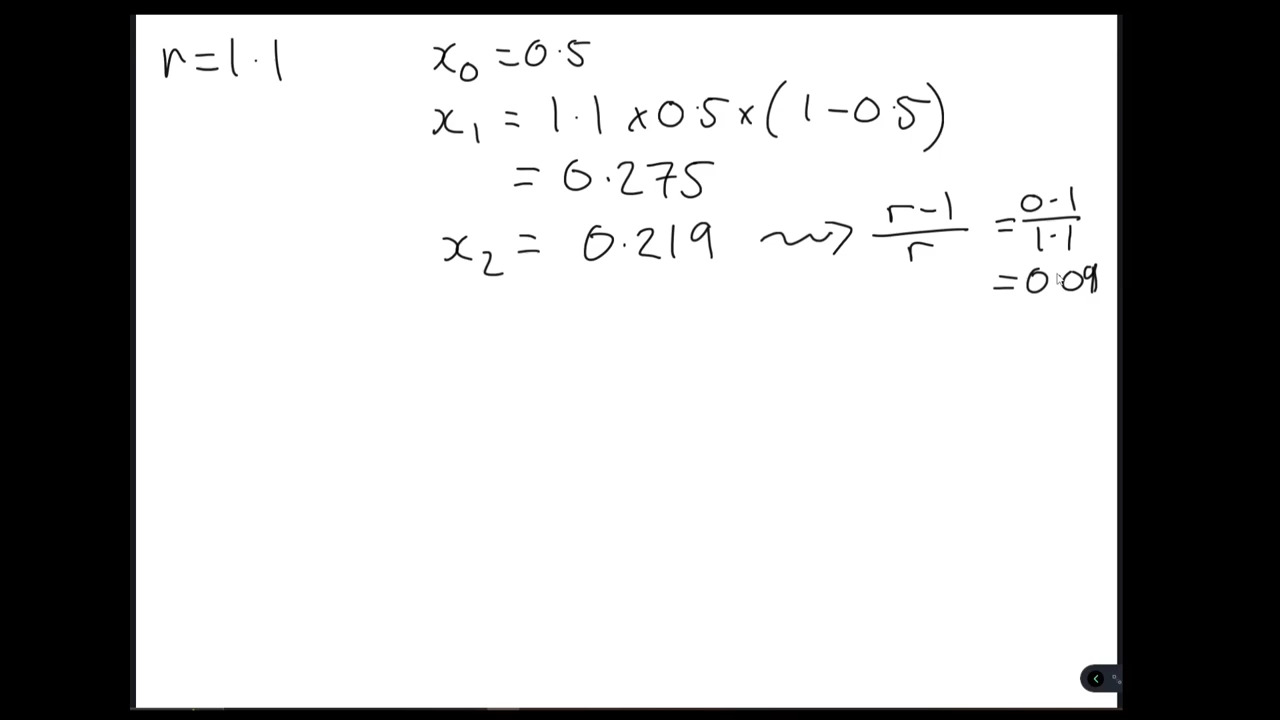 r=1·1
x₀ =0·5
x₁ = 1·1 ×0·5×(1-0·5)
= 0·275
x₂ = 0·219 ⇝ (r-1)/r = 0·1/1·1
= 0·09